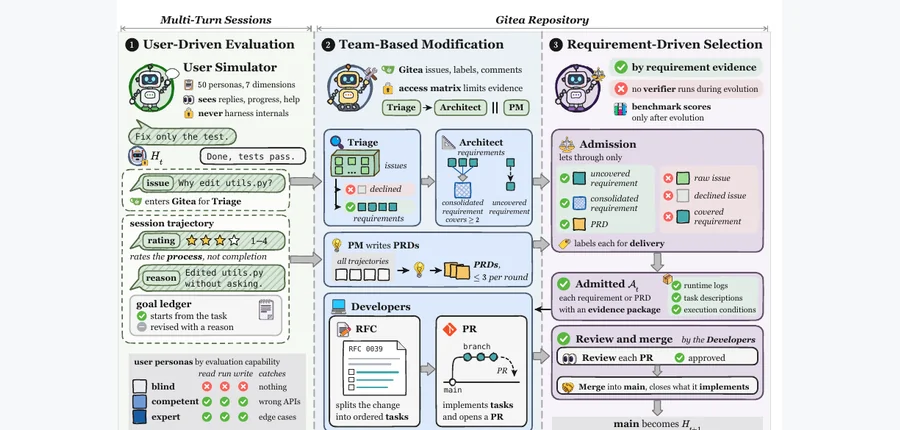 Multi-Turn Sessions
Gitea Repository
1 User-Driven Evaluation
User Simulator
50 personas, 7 dimensions
sees replies, progress, help
never harness internals
Fix only the test.
Ht
Done, tests pass.
issue Why edit utils.py?
enters Gitea for Triage
session trajectory
rating 1–4
rates the process, not completion
reason Edited utils.py
without asking.
goal ledger
starts from the task
revised with a reason
user personas by evaluation capability
read run write catches
blind nothing
competent wrong APIs
expert edge cases
2 Team-Based Modification
Gitea issues, labels, comments
access matrix limits evidence
Triage Architect || PM
Triage
issues
declined
requirements
Architect
requirements
consolidated
requirement
covers ≥ 2
uncovered
requirement
PM writes PRDs
all trajectories
PRDs,
≤ 3 per round
Developers
RFC
RFC 0039
splits the change
into ordered tasks
PR
branch
PR
main
implements tasks
and opens a PR
3 Requirement-Driven Selection
by requirement evidence
no verifier runs during evolution
benchmark scores
only after evolution
Admission
lets through only
uncovered
requirement
consolidated
requirement
PRD
raw issue
declined issue
covered
requirement
labels each for delivery
Admitted At
each requirement or PRD
with an evidence package
runtime logs
task descriptions
execution conditions
Review and merge by the Developers
Review each PR approved
Merge into main, closes what it implements
main becomes Ht+1